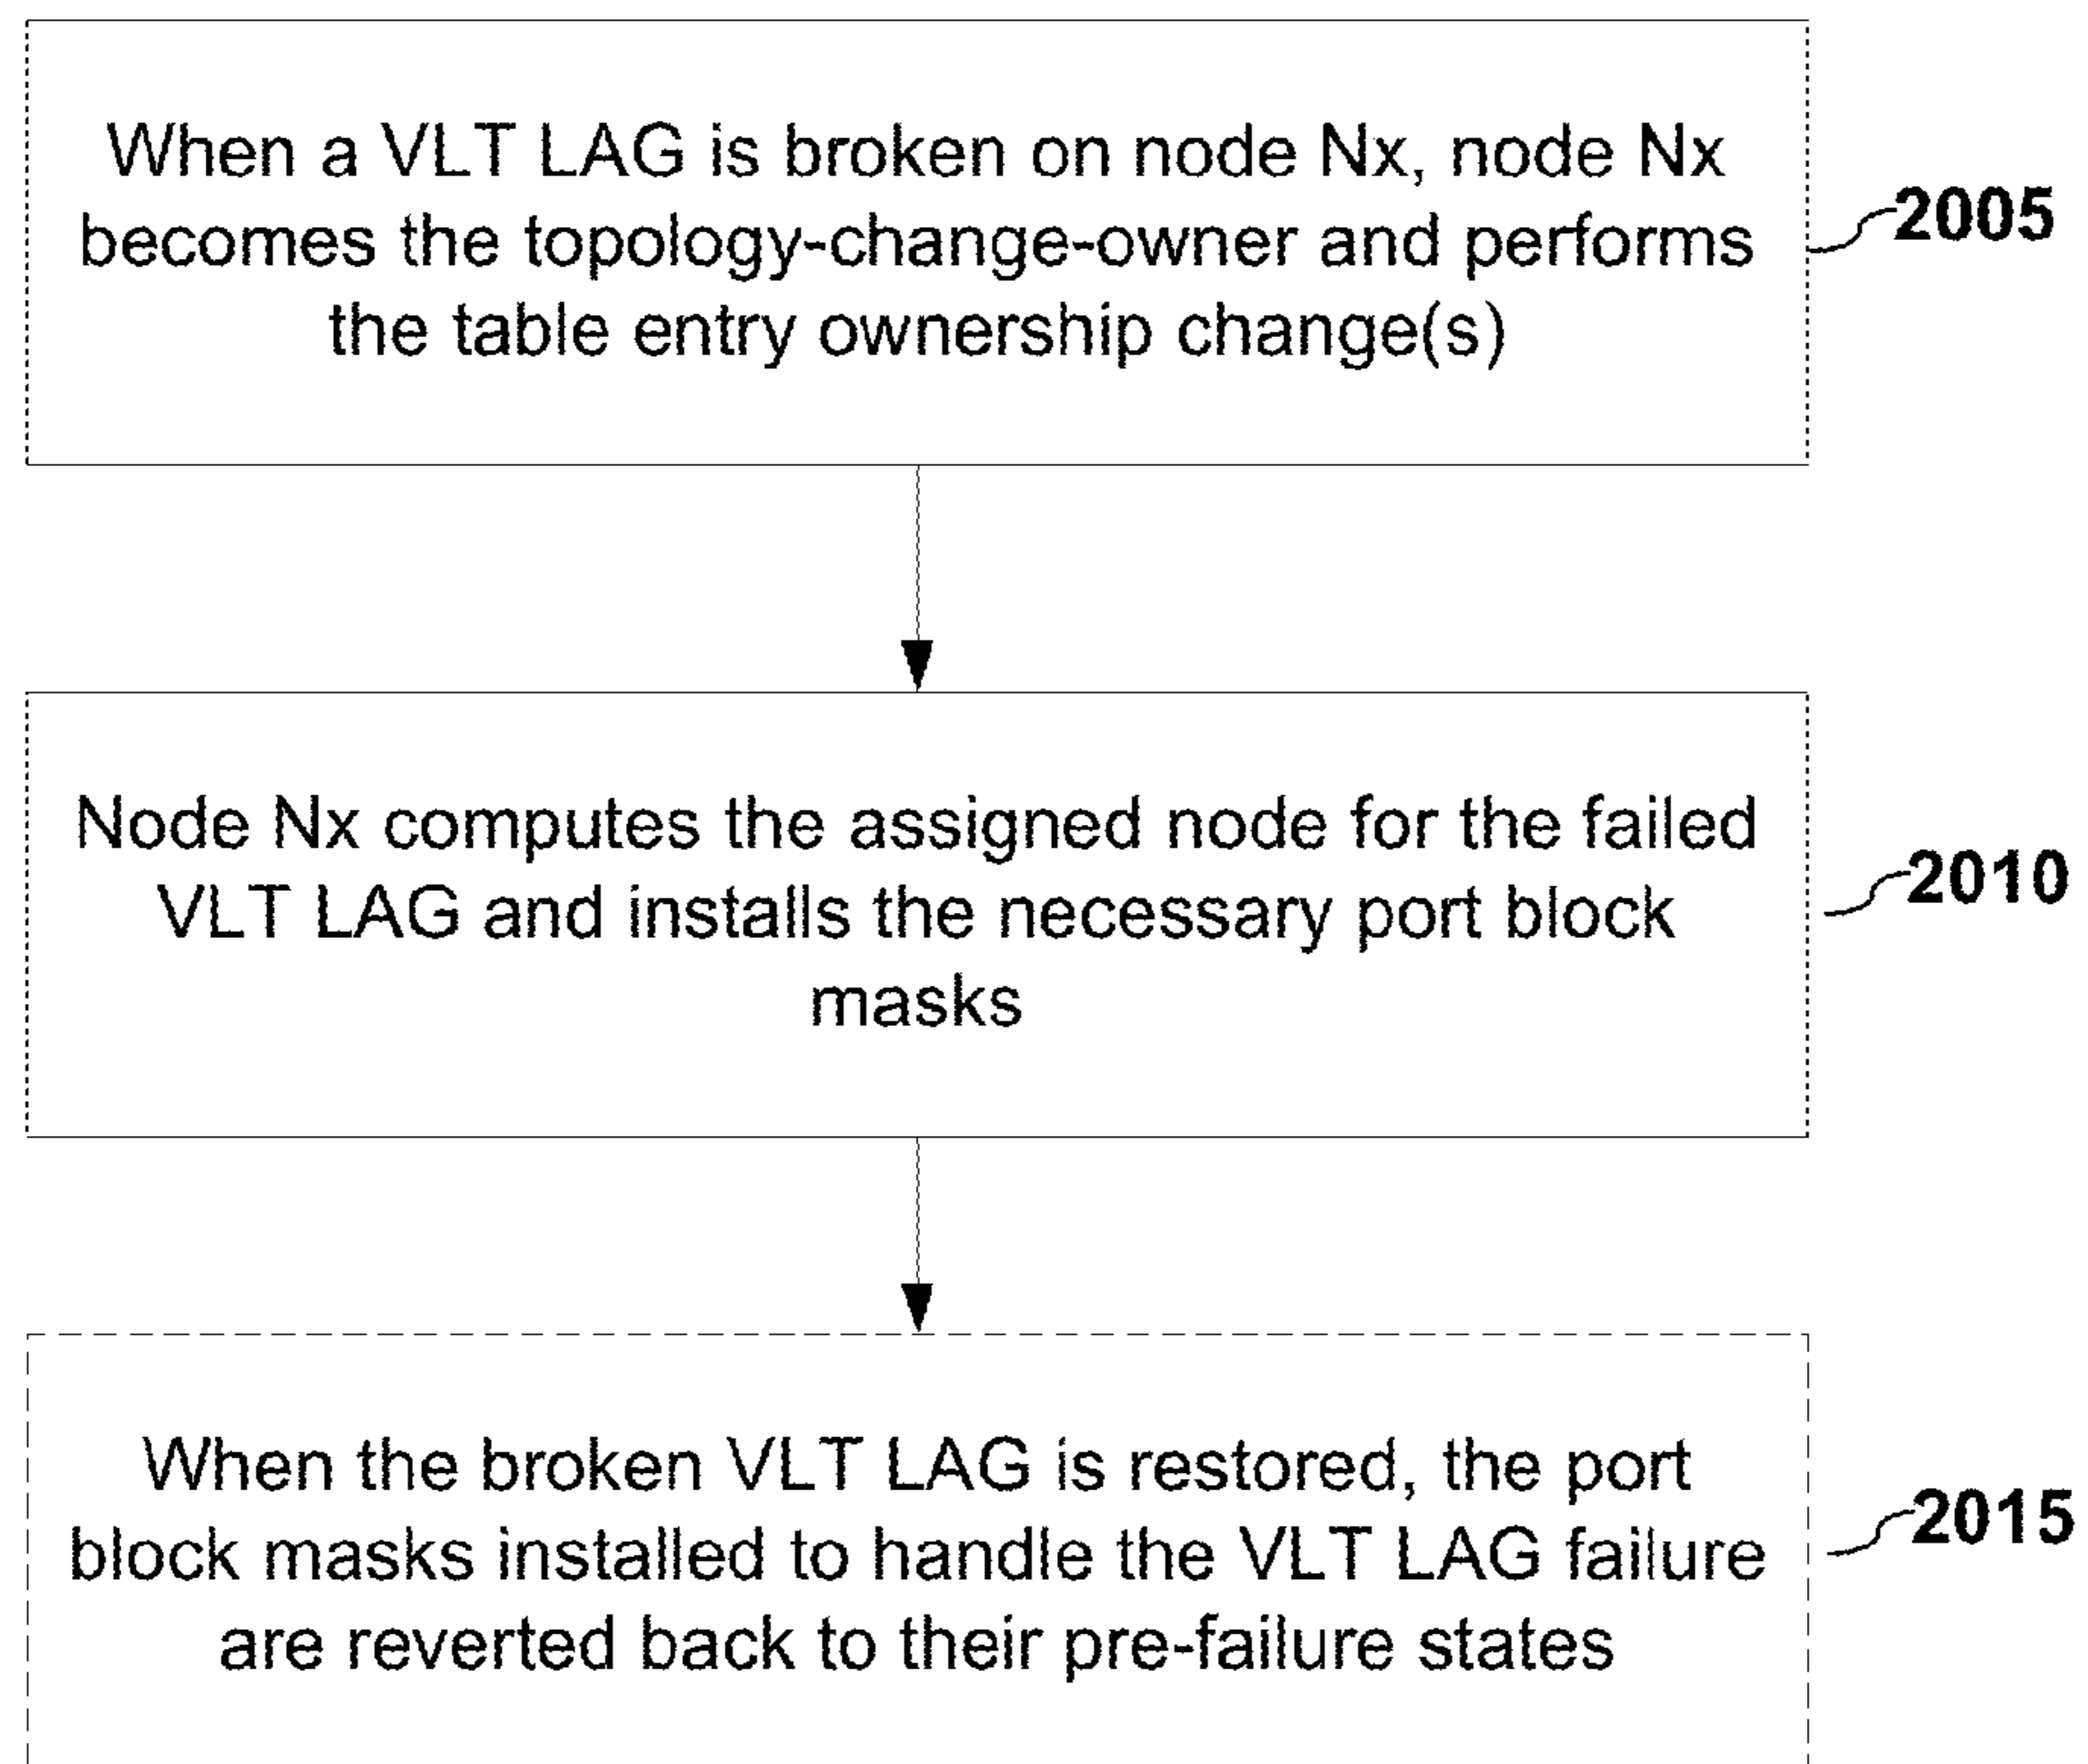 When a VLT LAG is broken on node Nx, node Nx
becomes the topology-change-owner and performs
the table entry ownership change(s)
2005
Node Nx computes the assigned node for the failed
VLT LAG and installs the necessary port block
masks
2010
When the broken VLT LAG is restored, the port
block masks installed to handle the VLT LAG failure
are reverted back to their pre-failure states
2015